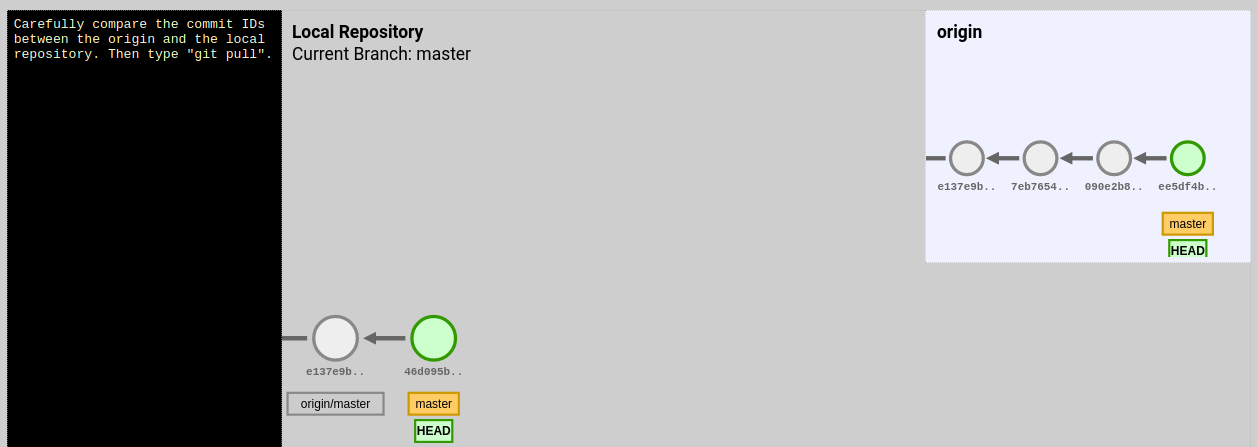 Carefully compare the commit IDs
between the origin and the local
repository. Then type "git pull".
Local Repository
Current Branch: master
origin
e137e9b.. 7eb7654.. 090e2b8.. ee5df4b..
master
HEAD
e137e9b.. 46d095b..
origin/master master
HEAD